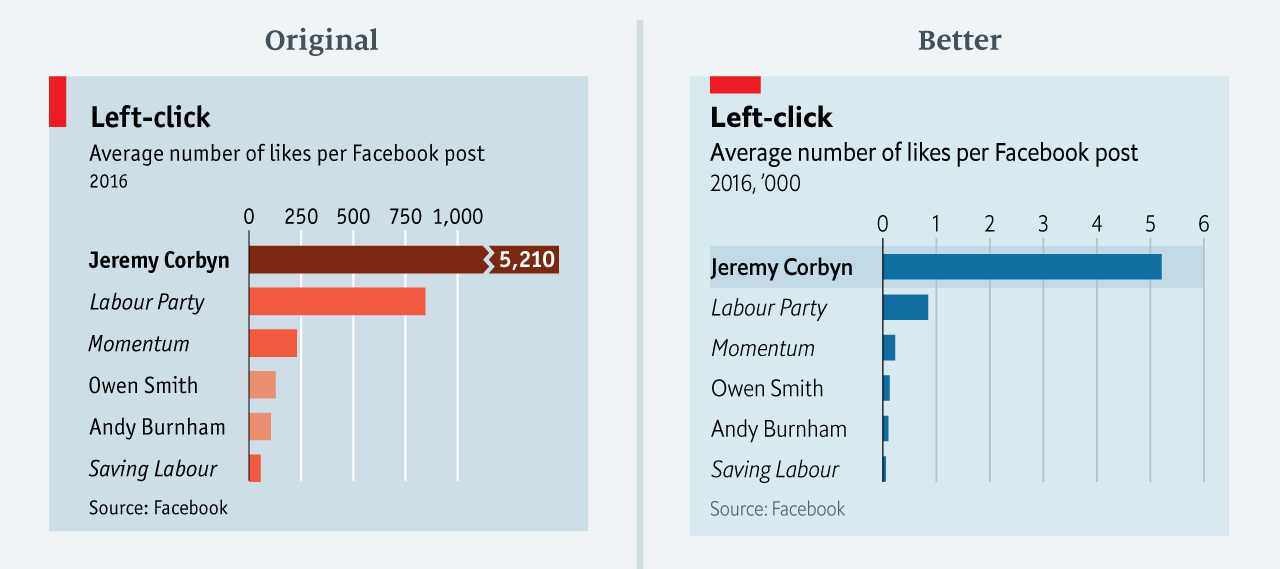 Original
Left-click
Average number of likes per Facebook post
2016
0 250 500 750 1,000
Jeremy Corbyn 5,210
Labour Party
Momentum
Owen Smith
Andy Burnham
Saving Labour
Source: Facebook
Better
Left-click
Average number of likes per Facebook post
2016, ’000
0 1 2 3 4 5 6
Jeremy Corbyn
Labour Party
Momentum
Owen Smith
Andy Burnham
Saving Labour
Source: Facebook